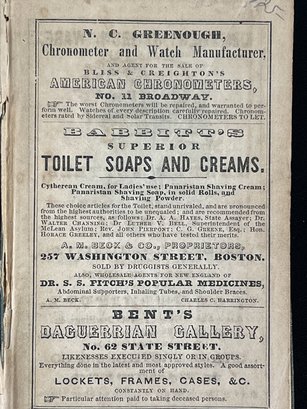 N. C. GREENOUGH,
Chronometer and Watch Manufacturer,
AND AGENT FOR THE SALE OF
BLISS & CREIGHTON'S
AMERICAN CHRONOMETERS,
NO. 11 BROADWAY.
☞ The worst Chronometers will be repaired, and warranted to per-
form well. Watches of every description carefully repaired. Chronom-
eters rated by Sidereal and Solar Transits. CHRONOMETERS TO LET.
BABBITT'S
SUPERIOR
TOILET SOAPS AND CREAMS.
Cytherean Cream, for Ladies' use; Panaristan Shaving Cream;
Panaristan Shaving Soap, in solid Rolls, and
Shaving Powder.
These choice articles for the Toilet, stand unrivaled, and are pronounced
from the highest authorities to be unequaled; and are recommended from
the highest sources, as follows: Dr. A. A. HAYES, State Assayer; Dr.
WALTER CHANNING; Dr. LUTHER V. BELL, Superintendent of the
McLean Asylum; Rev. JOHN PIERPONT; C. G. GREENE, Esq.; Hon.
HORACE GREELEY, and all others who have tested their merits.
A. M. BECK & CO., PROPRIETORS,
257 WASHINGTON STREET, BOSTON.
SOLD BY DRUGGISTS GENERALLY.
ALSO, WHOLESALE AGENTS FOR NEW ENGLAND OF
DR. S. S. FITCH'S POPULAR MEDICINES,
Abdominal Supporters, Inhaling Tubes, and Shoulder Braces.
A. M. BECK. CHARLES C. HARRINGTON.
BENT'S
DAGUERRIAN GALLERY,
No. 62 STATE STREET.
LIKENESSES EXECUTED SINGLY OR IN GROUPS.
Everything done in the latest and most approved styles. A good assort-
ment of
LOCKETS, FRAMES, CASES, &C.
CONSTANTLY ON HAND.
☞ Particular attention paid to taking deceased persons.